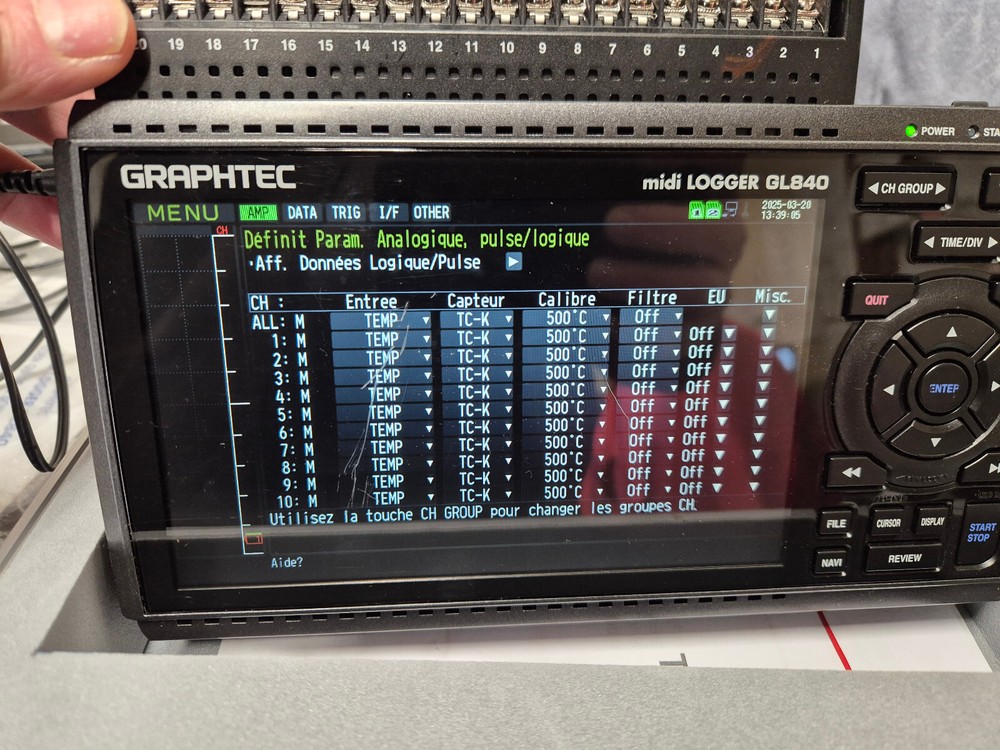 20 19 18 17 16 15 14 13 12 11 10 9 8 7 6 5 4 3 2 1
POWER
GRAPHTEC
midi LOGGER GL840
CH GROUP
MENU AMP DATA TRIG I/F OTHER
1 2
2025-03-20
13:39:05
CH
Définit Param. Analogique, pulse/logique
·Aff. Données Logique/Pulse
TIME/DIV
CH : Entree Capteur Calibre Filtre EU Misc.
ALL: M TEMP TC-K 500°C Off
1: M TEMP TC-K 500°C Off Off
2: M TEMP TC-K 500°C Off Off
3: M TEMP TC-K 500°C Off Off
4: M TEMP TC-K 500°C Off Off
5: M TEMP TC-K 500°C Off Off
6: M TEMP TC-K 500°C Off Off
7: M TEMP TC-K 500°C Off Off
8: M TEMP TC-K 500°C Off Off
9: M TEMP TC-K 500°C Off Off
10: M TEMP TC-K 500°C Off Off
Utilisez la touche CH GROUP pour changer les groupes CH.
Aide?
QUIT
ENTER
FILE
CURSOR
DISPLAY
START
STOP
NAVI
REVIEW